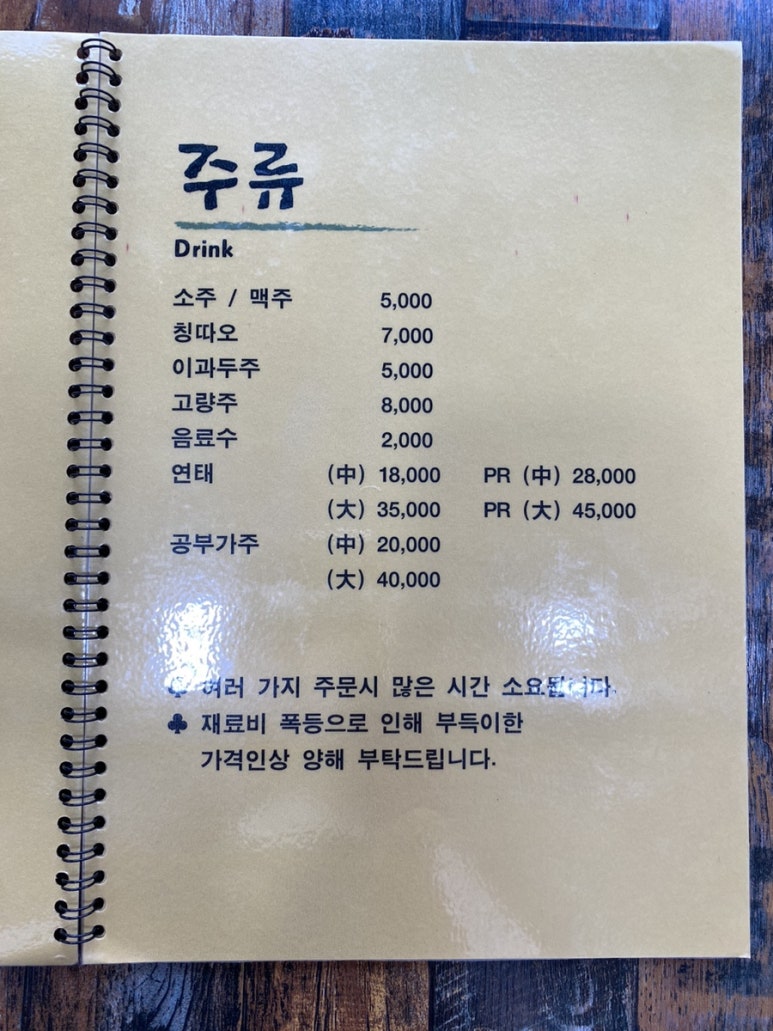 주류
Drink
소주 / 맥주 5,000
칭따오 7,000
이과두주 5,000
고량주 8,000
음료수 2,000
연태 (中) 18,000 PR (中) 28,000
(大) 35,000 PR (大) 45,000
공부가주 (中) 20,000
(大) 40,000
♣ 여러 가지 주문시 많은 시간 소요됩니다.
♣ 재료비 폭등으로 인해 부득이한
가격인상 양해 부탁드립니다.